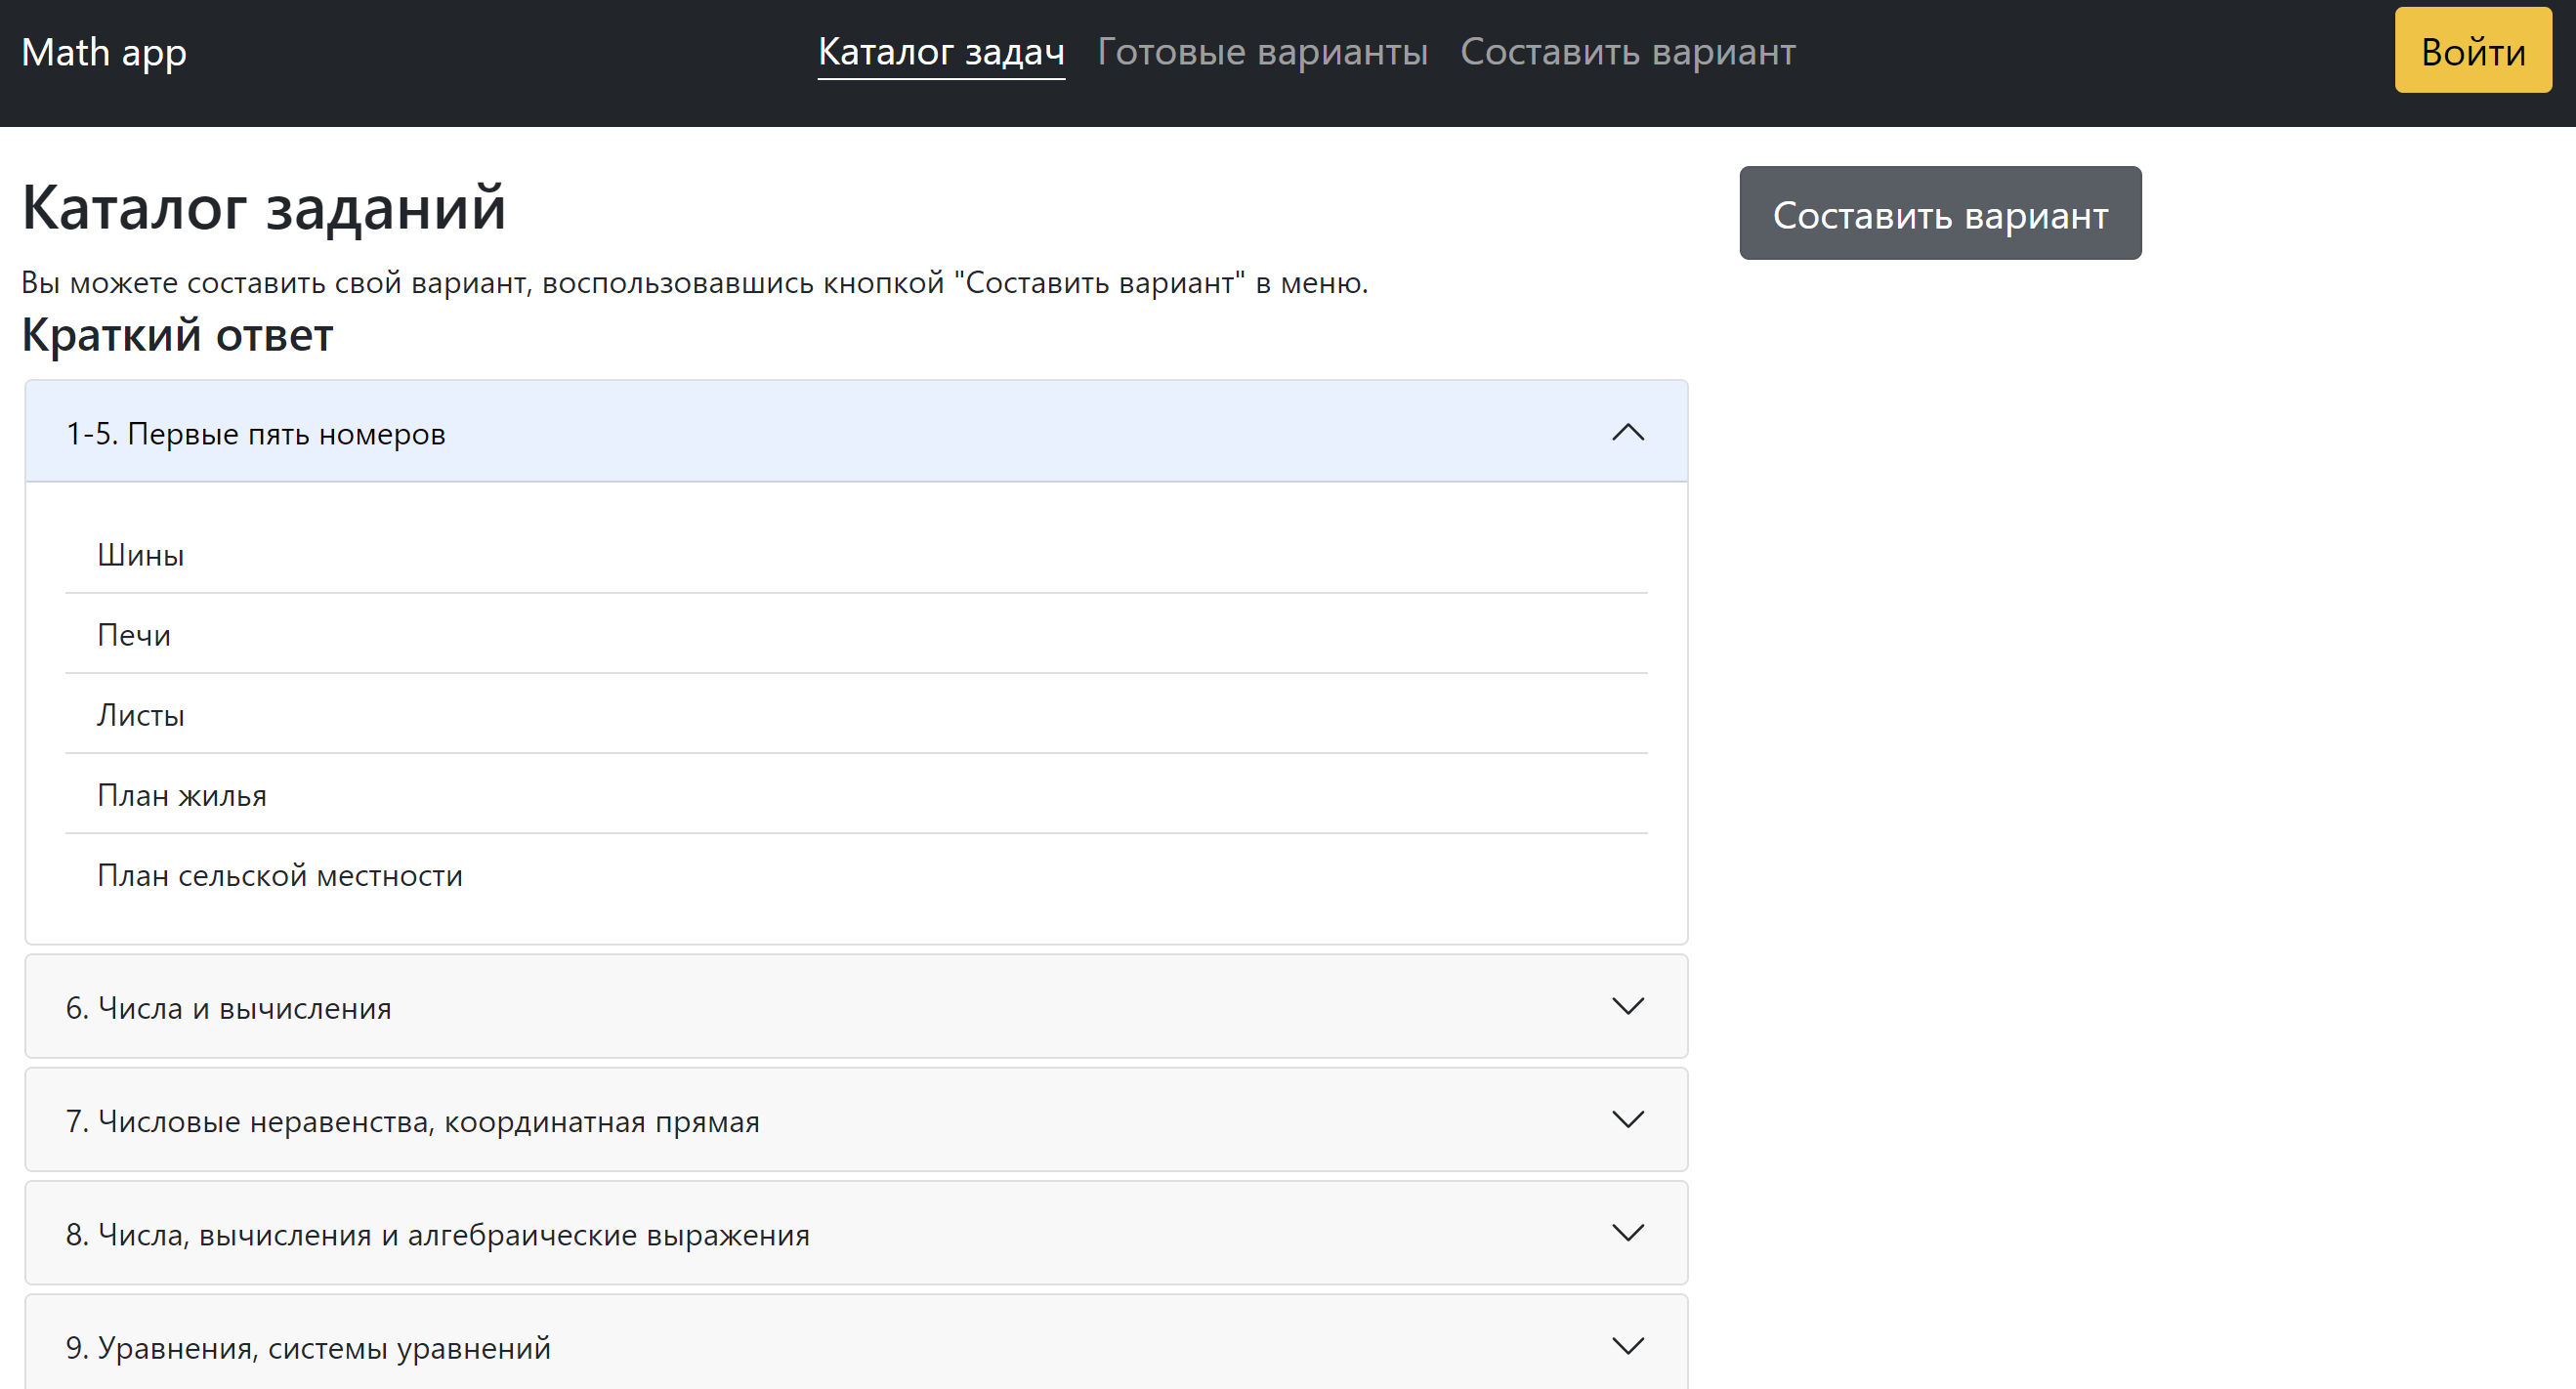 Math app
Каталог задач
Готовые варианты
Составить вариант
Войти
Каталог заданий
Составить вариант
Вы можете составить свой вариант, воспользовавшись кнопкой "Составить вариант" в меню.
Краткий ответ
1-5. Первые пять номеров
Шины
Печи
Листы
План жилья
План сельской местности
6. Числа и вычисления
7. Числовые неравенства, координатная прямая
8. Числа, вычисления и алгебраические выражения
9. Уравнения, системы уравнений